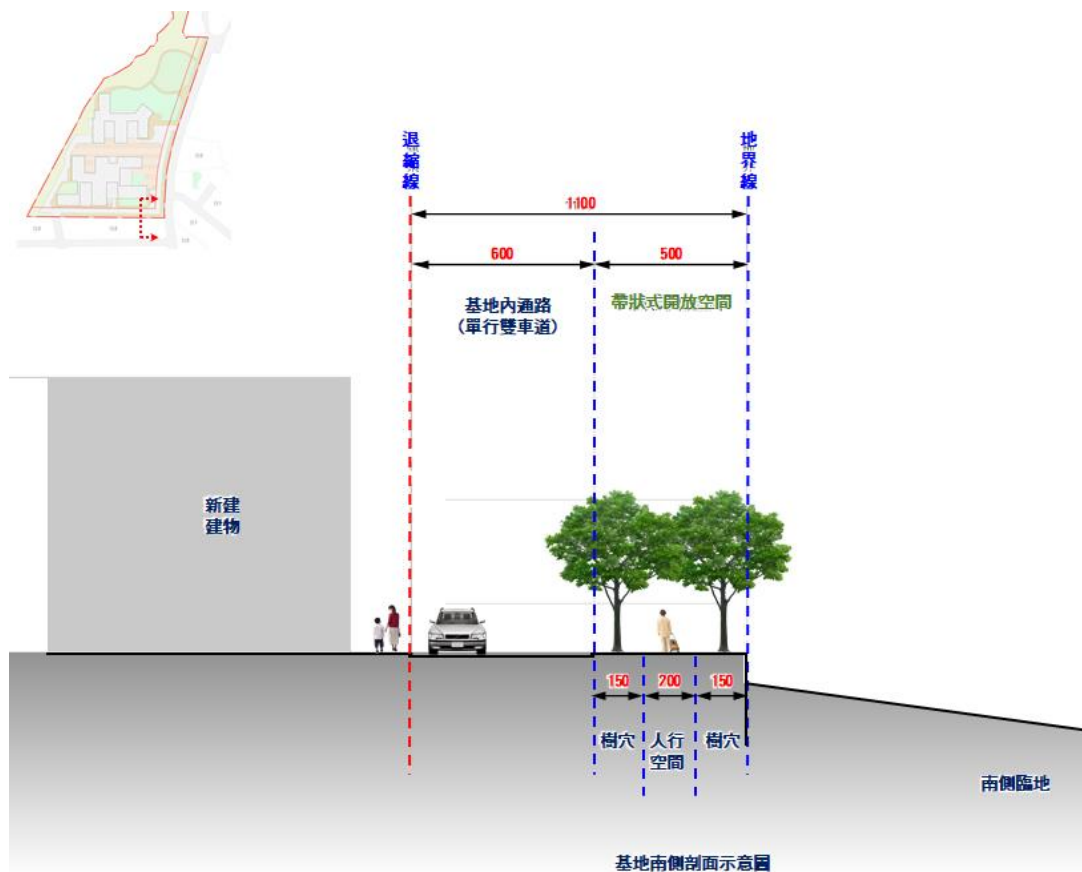 退縮線
地界線
1100
600
500
基地內通路
(單行雙車道)
帶狀式開放空間
新建
建物
150
200
150
樹穴
人行
空間
樹穴
南側臨地
基地南側剖面示意圖